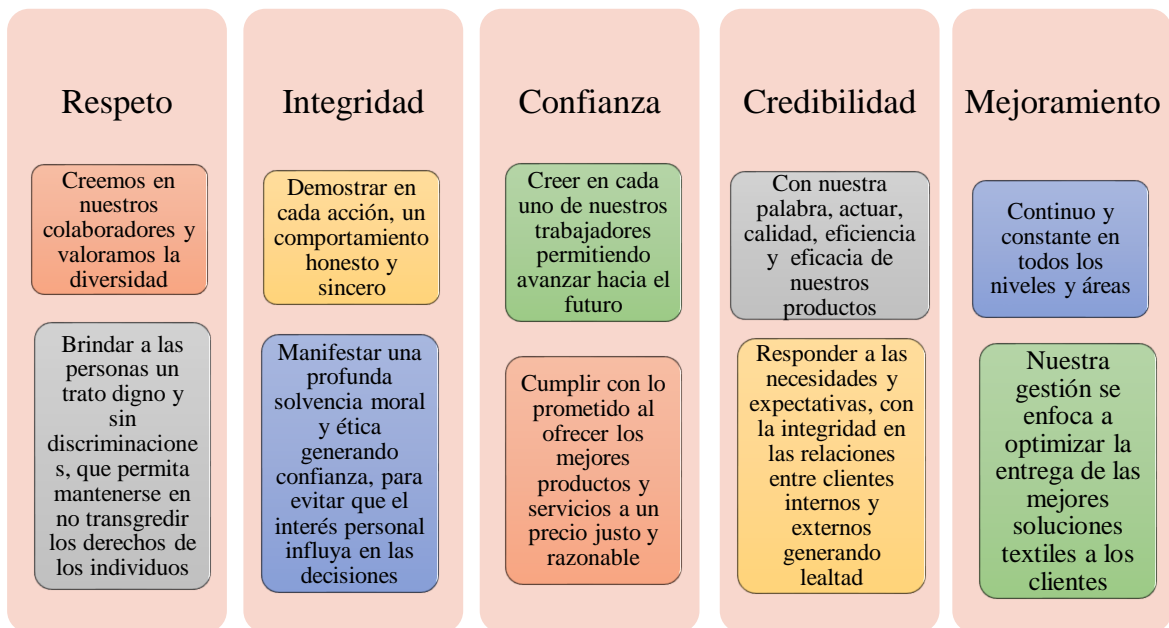 Respeto
Creemos en
nuestros
colaboradores y
valoramos la
diversidad
Brindar a las
personas un
trato digno y
sin
discriminacione
s, que permita
mantenerse en
no transgredir
los derechos de
los individuos
Integridad
Demostrar en
cada acción, un
comportamiento
honesto y
sincero
Manifestar una
profunda
solvencia moral
y ética
generando
confianza, para
evitar que el
interés personal
influya en las
decisiones
Confianza
Creer en cada
uno de nuestros
trabajadores
permitiendo
avanzar hacia el
futuro
Cumplir con lo
prometido al
ofrecer los
mejores
productos y
servicios a un
precio justo y
razonable
Credibilidad
Con nuestra
palabra, actuar,
calidad, eficiencia
y eficacia de
nuestros
productos
Responder a las
necesidades y
expectativas, con
la integridad en
las relaciones
entre clientes
internos y
externos
generando
lealtad
Mejoramiento
Continuo y
constante en
todos los
niveles y áreas
Nuestra
gestión se
enfoca a
optimizar la
entrega de las
mejores
soluciones
textiles a los
clientes